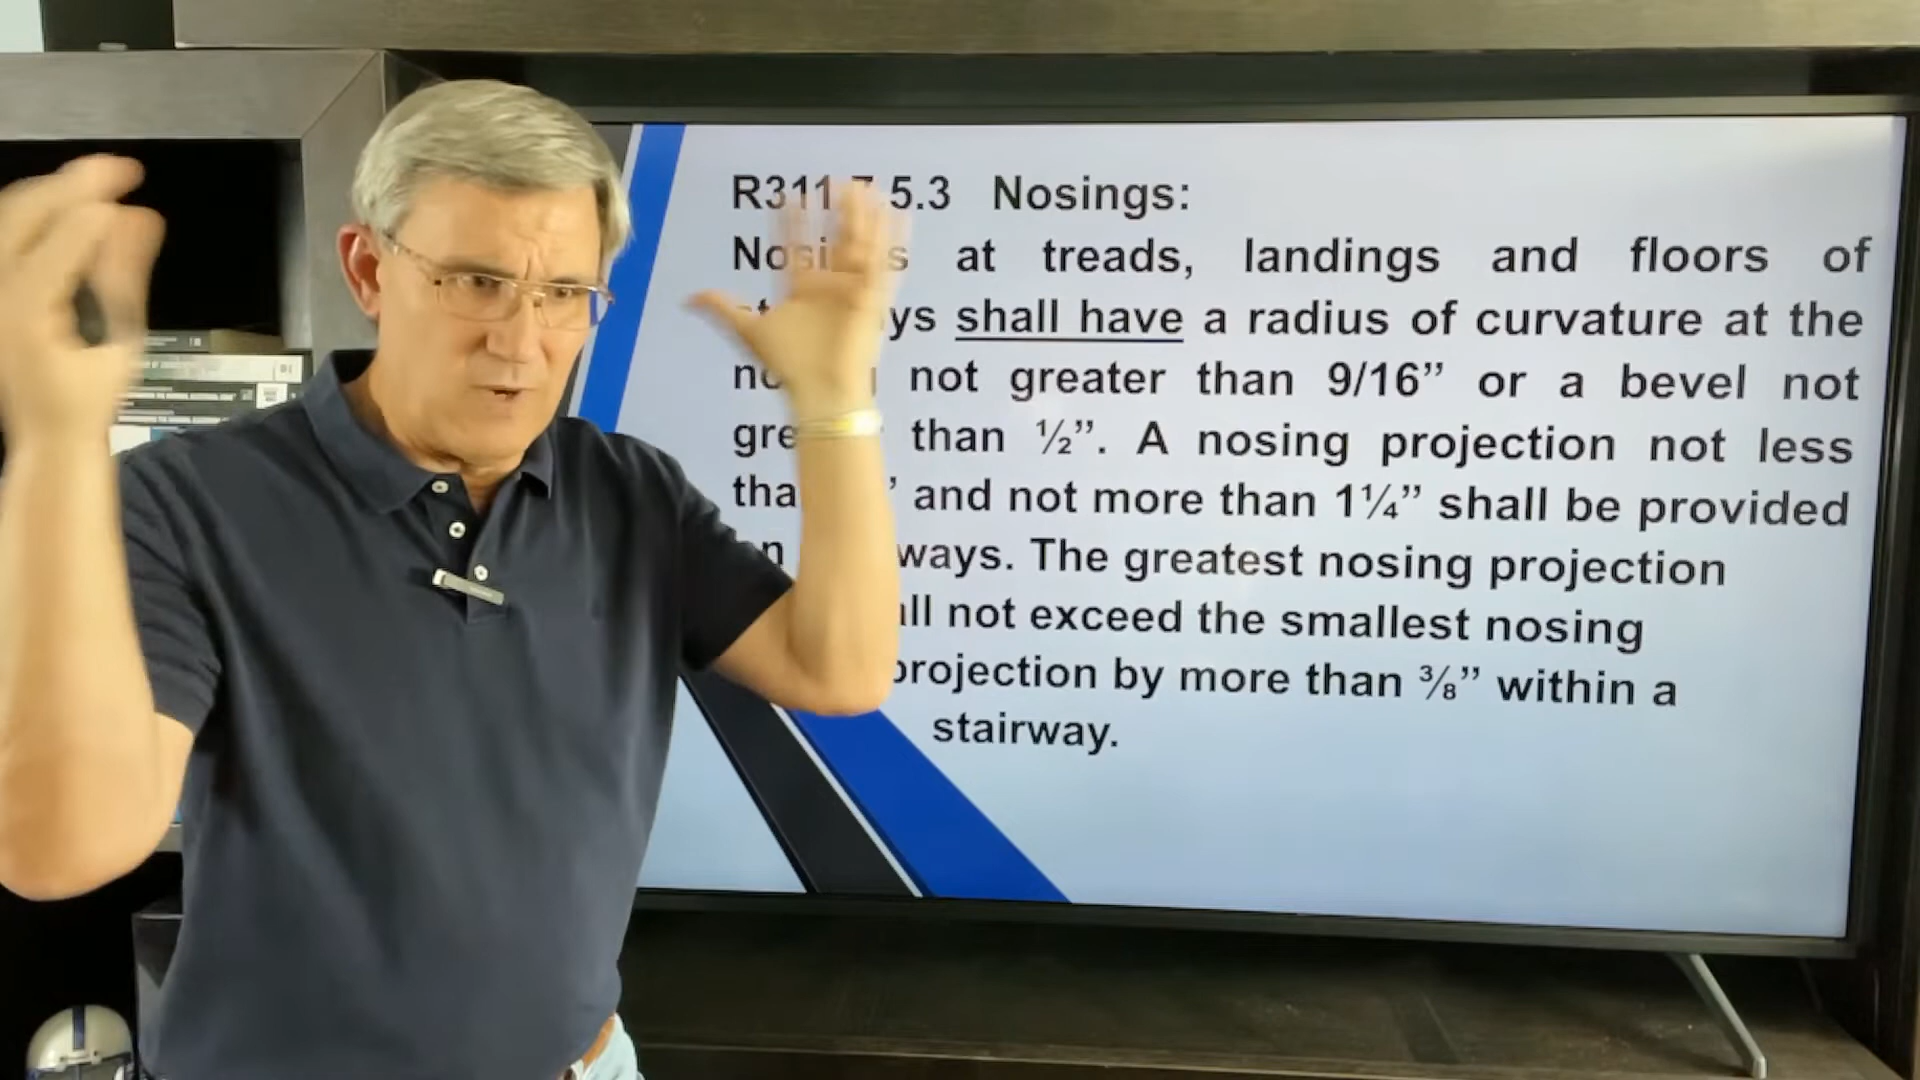 R311.7.5.3 Nosings:
Nosings at treads, landings and floors of
shall have a radius of curvature at the
not greater than 9/16” or a bevel not
than ½”. A nosing projection not less
and not more than 1¼” shall be provided
The greatest nosing projection
not exceed the smallest nosing
projection by more than ⅜” within a
stairway.